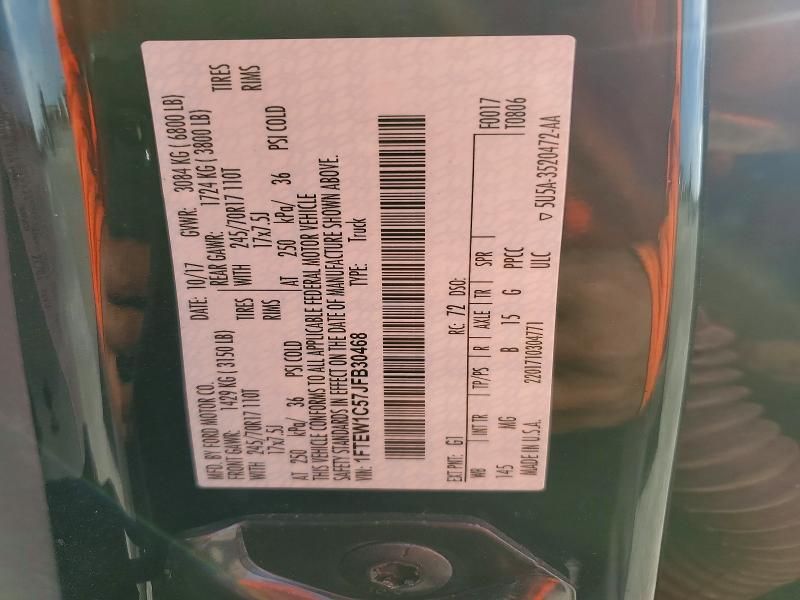 MFD. BY FORD MOTOR CO.
DATE: 10/17 GVWR: 3084 KG ( 6800 LB)
FRONT GAWR: 1429 KG ( 3150 LB) REAR GAWR: 1724 KG ( 3800 LB)
WITH 245/70R17 110T TIRES WITH 245/70R17 110T TIRES
17x7.5J RIMS 17x7.5J RIMS
AT 250 kPa/ 36 PSI COLD AT 250 kPa/ 36 PSI COLD
THIS VEHICLE CONFORMS TO ALL APPLICABLE FEDERAL MOTOR VEHICLE
SAFETY STANDARDS IN EFFECT ON THE DATE OF MANUFACTURE SHOWN ABOVE.
VIN: 1FTEW1C57JFB30468 TYPE: Truck
F0017
T0806
EXT PNT: G1 RC: 72 DSO:
WB INT TR TP/PS R AXLE TR SPR
145 MG B 15 G PPCC
ULC
MADE IN U.S.A. 2201710304771 ▽ 5U5A-3520472-AA